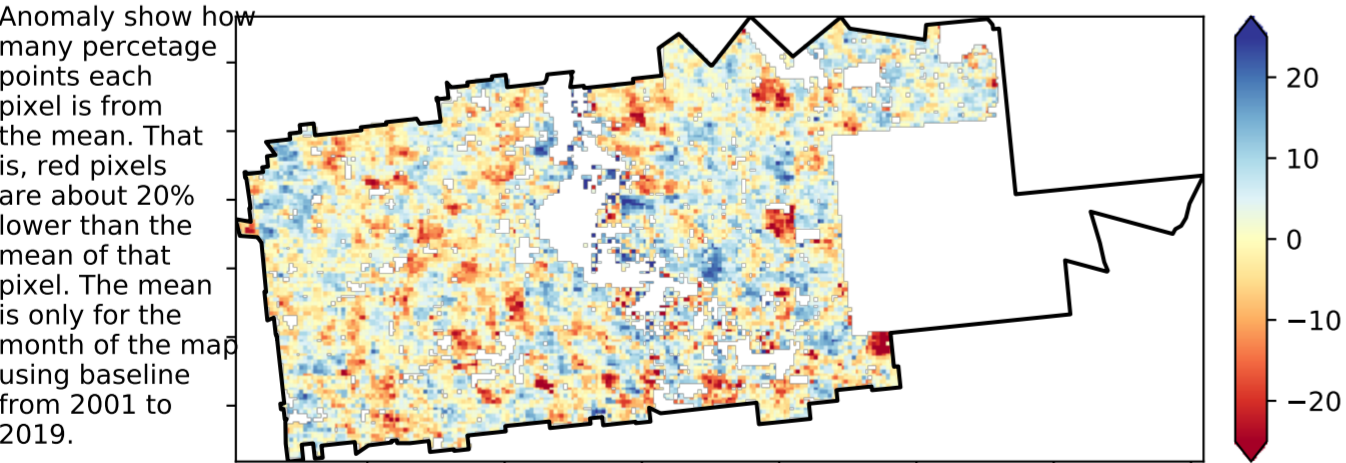 Anomaly show how
many percetage
points each
pixel is from
the mean. That
is, red pixels
are about 20%
lower than the
mean of that
pixel. The mean
is only for the
month of the map
using baseline
from 2001 to
2019.
20
10
0
−10
−20